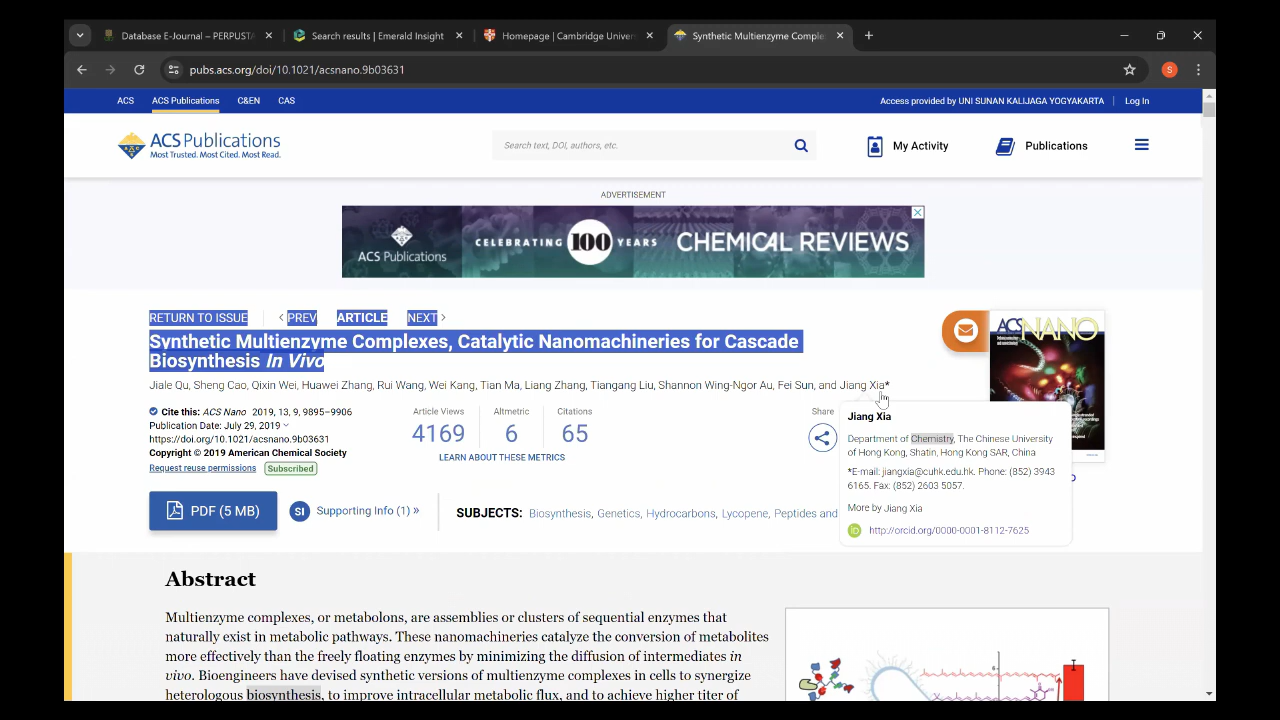 Database E-Journal – PERPUSTA
Search results | Emerald Insight
Homepage | Cambridge Univer
Synthetic Multienzyme Comple
pubs.acs.org/doi/10.1021/acsnano.9b03631
S
ACS ACS Publications C&EN CAS
Access provided by UNI SUNAN KALIJAGA YOGYAKARTA | Log In
ACS Publications
Most Trusted. Most Cited. Most Read.
Search text, DOI, authors, etc.
My Activity
Publications
ADVERTISEMENT
ACS Publications
CELEBRATING 100 YEARS
CHEMICAL REVIEWS
RETURN TO ISSUE | < PREV ARTICLE NEXT >
Synthetic Multienzyme Complexes, Catalytic Nanomachineries for Cascade
Biosynthesis In Vivo
Jiale Qu, Sheng Cao, Qixin Wei, Huawei Zhang, Rui Wang, Wei Kang, Tian Ma, Liang Zhang, Tiangang Liu, Shannon Wing-Ngor Au, Fei Sun, and Jiang Xia*
ACS NANO
Cite this: ACS Nano 2019, 13, 9, 9895–9906
Publication Date: July 29, 2019
https://doi.org/10.1021/acsnano.9b03631
Copyright © 2019 American Chemical Society
Request reuse permissions Subscribed
Article Views
4169
Altmetric
6
Citations
65
LEARN ABOUT THESE METRICS
Share
Jiang Xia
Department of Chemistry, The Chinese University
of Hong Kong, Shatin, Hong Kong SAR, China
*E-mail: jiangxia@cuhk.edu.hk. Phone: (852) 3943
6165. Fax: (852) 2603 5057.
More by Jiang Xia
iD http://orcid.org/0000-0001-8112-7625
PDF (5 MB)
SI Supporting Info (1) »
SUBJECTS: Biosynthesis, Genetics, Hydrocarbons, Lycopene, Peptides and
Abstract
Multienzyme complexes, or metabolons, are assemblies or clusters of sequential enzymes that
naturally exist in metabolic pathways. These nanomachineries catalyze the conversion of metabolites
more effectively than the freely floating enzymes by minimizing the diffusion of intermediates in
vivo. Bioengineers have devised synthetic versions of multienzyme complexes in cells to synergize
heterologous biosynthesis, to improve intracellular metabolic flux, and to achieve higher titer of